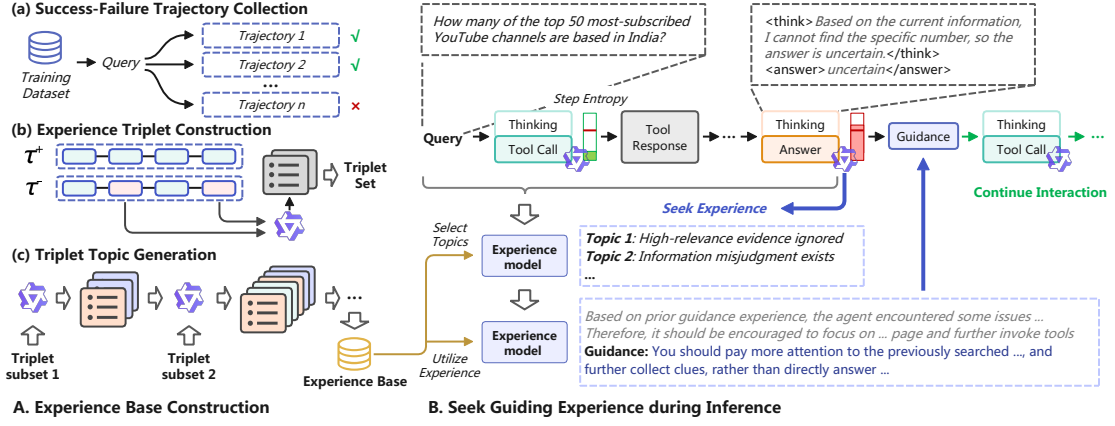 (a) Success-Failure Trajectory Collection
Training
Dataset
Query
Trajectory 1
√
Trajectory 2
√
...
Trajectory n
×
(b) Experience Triplet Construction
τ+
τ-
Triplet
Set
(c) Triplet Topic Generation
...
Triplet
subset 1
Triplet
subset 2
Experience Base
A. Experience Base Construction
How many of the top 50 most-subscribed
YouTube channels are based in India?
<think>Based on the current information,
I cannot find the specific number, so the
answer is uncertain.</think>
<answer>uncertain</answer>
Step Entropy
Query
Thinking
Tool Call
Tool
Response
...
Thinking
Answer
Guidance
Thinking
Tool Call
...
Continue Interaction
Seek Experience
Select
Topics
Experience
model
Topic 1: High-relevance evidence ignored
Topic 2: Information misjudgment exists
...
Utilize
Experience
Experience
model
Based on prior guidance experience, the agent encountered some issues ...
Therefore, it should be encouraged to focus on ... page and further invoke tools
Guidance: You should pay more attention to the previously searched ..., and
further collect clues, rather than directly answer ...
B. Seek Guiding Experience during Inference